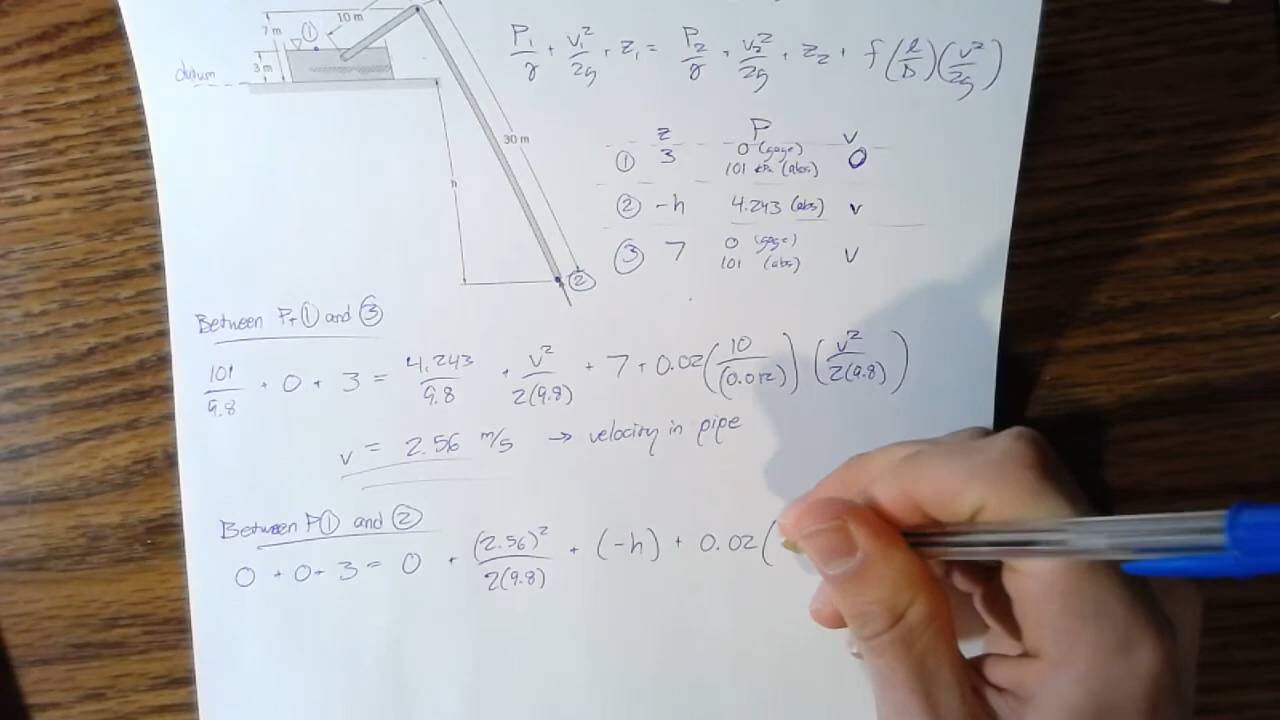 7 m
10 m
①
3 m
datum
30 m
h
②
P₁/γ + v₁²/2g + z₁ = P₂/γ + v₂²/2g + z₂ + f(ℓ/D)(v²/2g)
z P v
① 3 0 (gage) 0
101 kPa (abs)
② -h 4.243 (abs) v
③ 7 0 (gage) v
101 (abs)
Between Pt ① and ③
101/9.8 + 0 + 3 = 4.243/9.8 + v²/2(9.8) + 7 + 0.02(10/(0.012))(v²/2(9.8))
v = 2.56 m/s → velocity in pipe
Between P① and ②
0 + 0 + 3 = 0 + (2.56)²/2(9.8) + (-h) + 0.02(